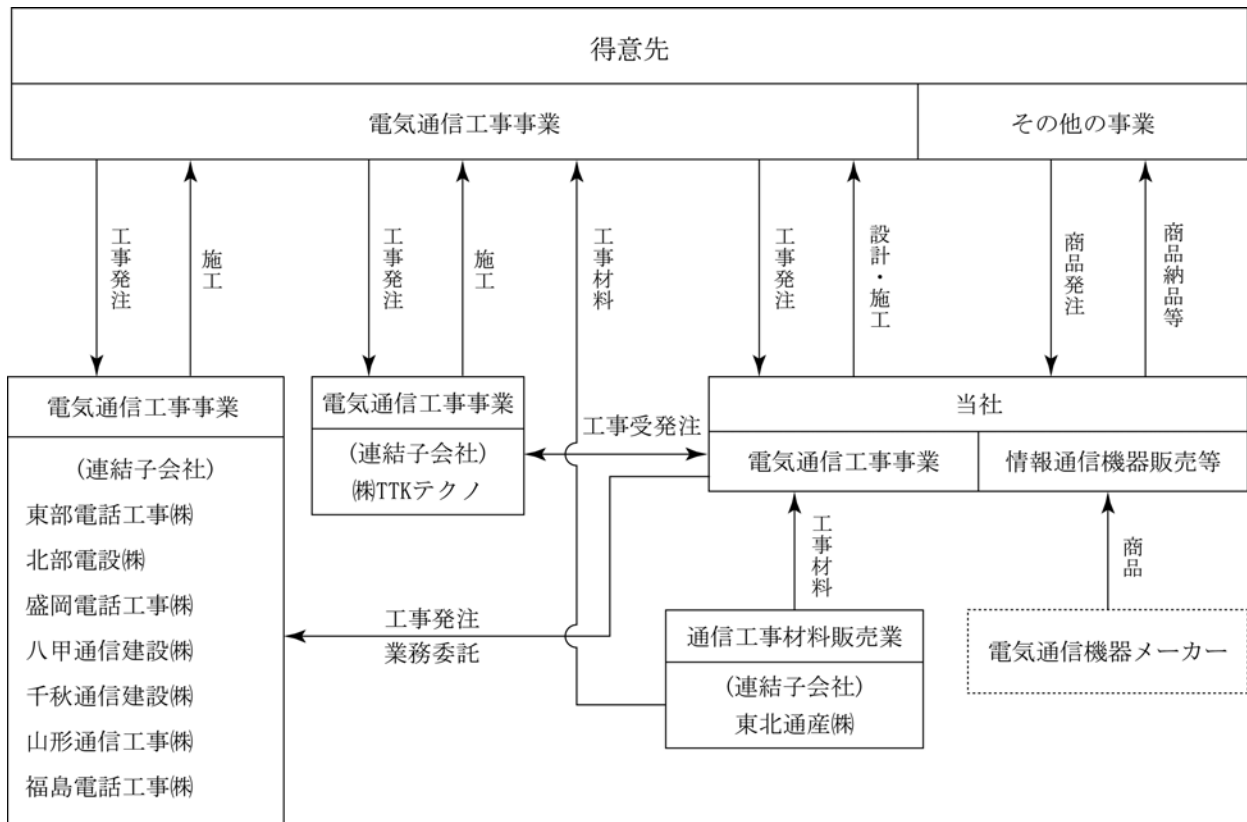 得意先
電気通信工事事業
その他の事業
工事発注
施工
工事発注
施工
工事材料
工事発注
設計・施工
商品発注
商品納品等
電気通信工事事業
(連結子会社)
東部電話工事㈱
北部電設㈱
盛岡電話工事㈱
八甲通信建設㈱
千秋通信建設㈱
山形通信工事㈱
福島電話工事㈱
電気通信工事事業
(連結子会社)
㈱TTKテクノ
工事受発注
当社
電気通信工事事業
情報通信機器販売等
工事材料
商品
工事発注
業務委託
通信工事材料販売業
(連結子会社)
東北通産㈱
電気通信機器メーカー